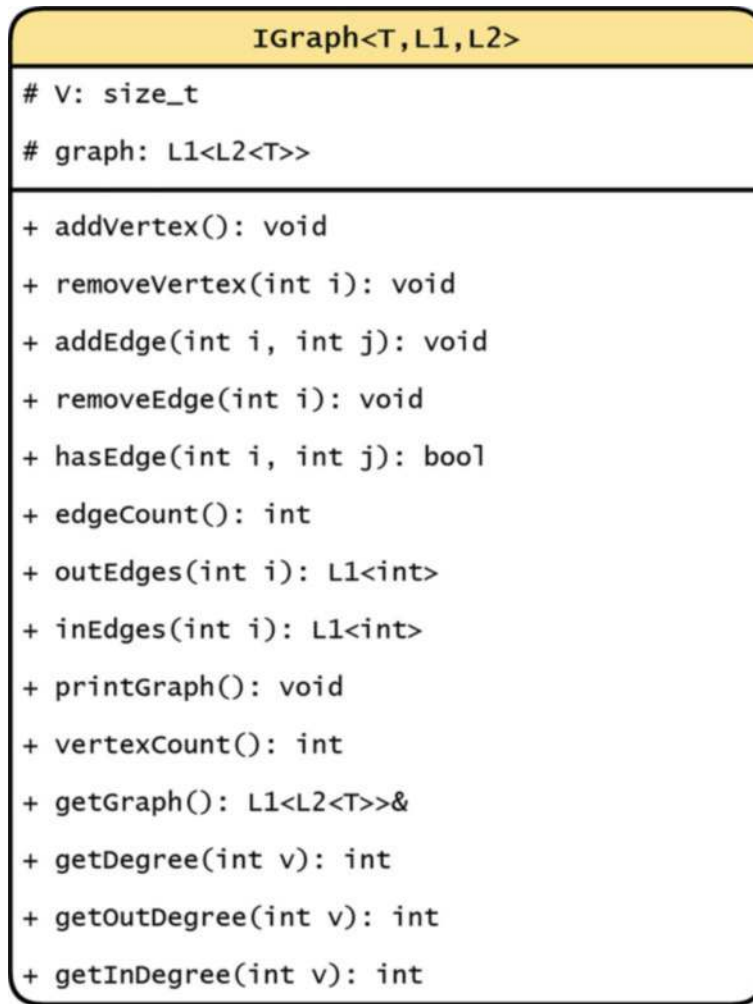 IGraph<T,L1,L2>
# V: size_t
# graph: L1<L2<T>>
+ addVertex(): void
+ removeVertex(int i): void
+ addEdge(int i, int j): void
+ removeEdge(int i): void
+ hasEdge(int i, int j): bool
+ edgeCount(): int
+ outEdges(int i): L1<int>
+ inEdges(int i): L1<int>
+ printGraph(): void
+ vertexCount(): int
+ getGraph(): L1<L2<T>>&
+ getDegree(int v): int
+ getOutDegree(int v): int
+ getInDegree(int v): int